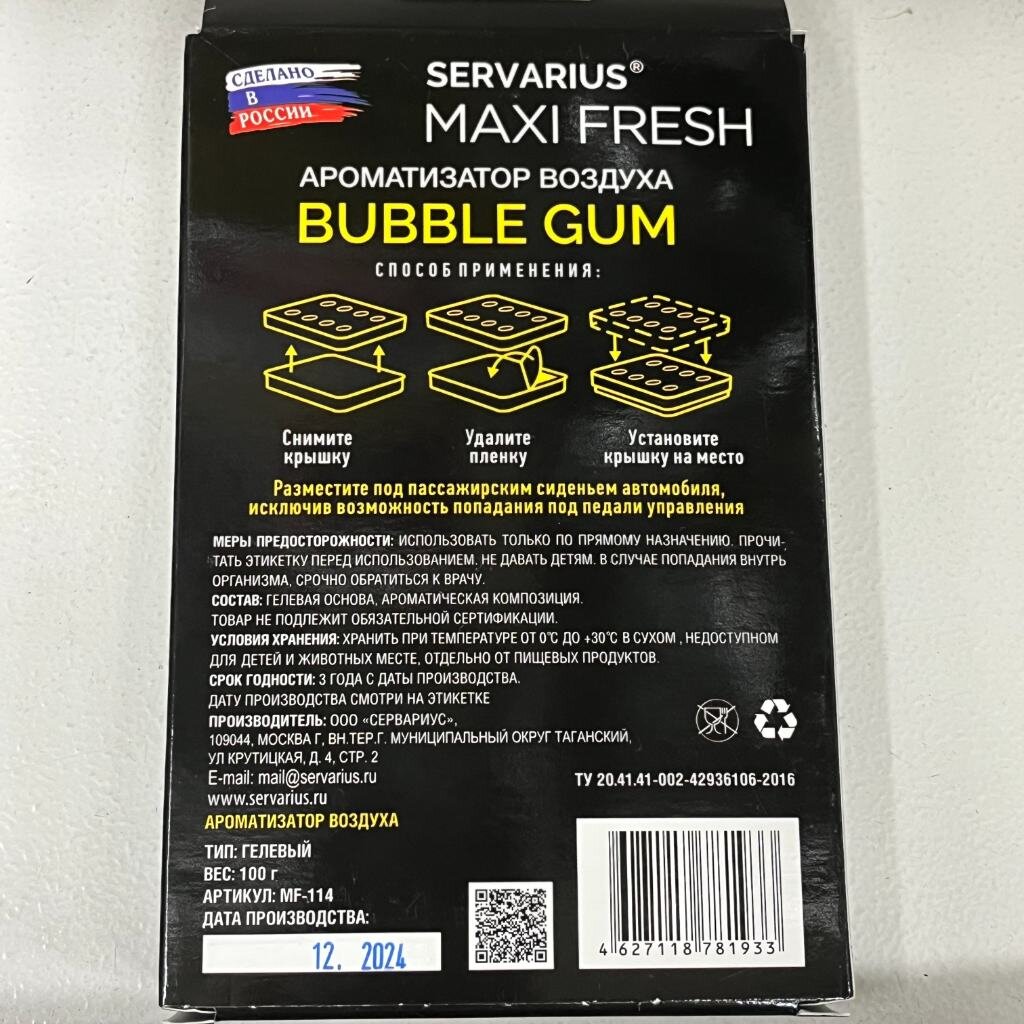 СДЕЛАНО
В
РОССИИ
SERVARIUS®
MAXI FRESH
АРОМАТИЗАТОР ВОЗДУХА
BUBBLE GUM
СПОСОБ ПРИМЕНЕНИЯ:
Снимите
крышку
Удалите
пленку
Установите
крышку на место
Разместите под пассажирским сиденьем автомобиля,
исключив возможность попадания под педали управления
МЕРЫ ПРЕДОСТОРОЖНОСТИ: ИСПОЛЬЗОВАТЬ ТОЛЬКО ПО ПРЯМОМУ НАЗНАЧЕНИЮ. ПРОЧИ-
ТАТЬ ЭТИКЕТКУ ПЕРЕД ИСПОЛЬЗОВАНИЕМ. НЕ ДАВАТЬ ДЕТЯМ. В СЛУЧАЕ ПОПАДАНИЯ ВНУТРЬ
ОРГАНИЗМА, СРОЧНО ОБРАТИТЬСЯ К ВРАЧУ.
СОСТАВ: ГЕЛЕВАЯ ОСНОВА, АРОМАТИЧЕСКАЯ КОМПОЗИЦИЯ.
ТОВАР НЕ ПОДЛЕЖИТ ОБЯЗАТЕЛЬНОЙ СЕРТИФИКАЦИИ.
УСЛОВИЯ ХРАНЕНИЯ: ХРАНИТЬ ПРИ ТЕМПЕРАТУРЕ ОТ 0°C ДО +30°C В СУХОМ , НЕДОСТУПНОМ
ДЛЯ ДЕТЕЙ И ЖИВОТНЫХ МЕСТЕ, ОТДЕЛЬНО ОТ ПИЩЕВЫХ ПРОДУКТОВ.
СРОК ГОДНОСТИ: 3 ГОДА С ДАТЫ ПРОИЗВОДСТВА.
ДАТУ ПРОИЗВОДСТВА СМОТРИ НА ЭТИКЕТКЕ
ПРОИЗВОДИТЕЛЬ: ООО «СЕРВАРИУС»,
109044, МОСКВА Г, ВН.ТЕР.Г. МУНИЦИПАЛЬНЫЙ ОКРУГ ТАГАНСКИЙ,
УЛ КРУТИЦКАЯ, Д. 4, СТР. 2
E-mail: mail@servarius.ru
www.servarius.ru
ТУ 20.41.41-002-42936106-2016
АРОМАТИЗАТОР ВОЗДУХА
ТИП: ГЕЛЕВЫЙ
ВЕС: 100 г
АРТИКУЛ: MF-114
ДАТА ПРОИЗВОДСТВА:
12. 2024
4 627118 781933